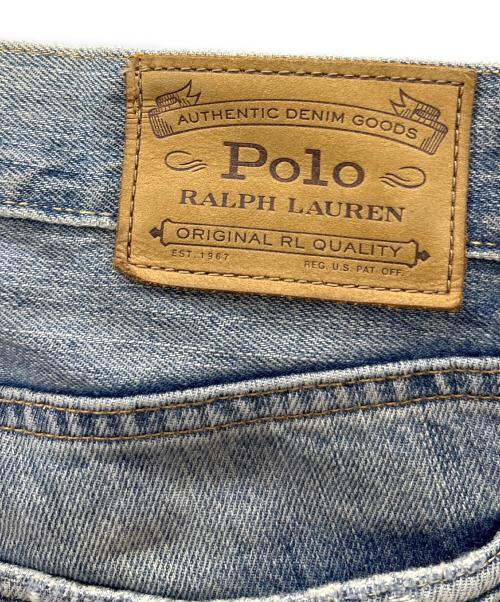 AUTHENTIC DENIM GOODS
Polo
RALPH LAUREN
ORIGINAL RL QUALITY
EST. 1967 REG. U.S. PAT. OFF.